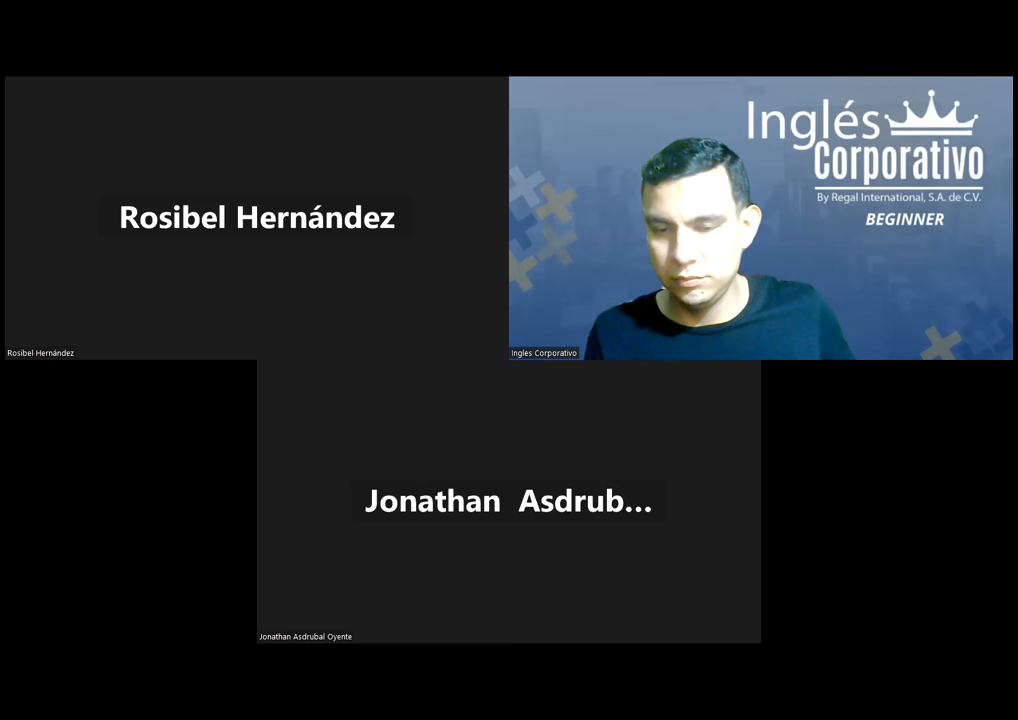 Rosibel Hernández
Rosibel Hernández
Inglés
Corporativo
By Regal International, S.A. de C.V.
BEGINNER
Ingles Corporativo
Jonathan Asdrub...
Jonathan Asdrubal Oyente